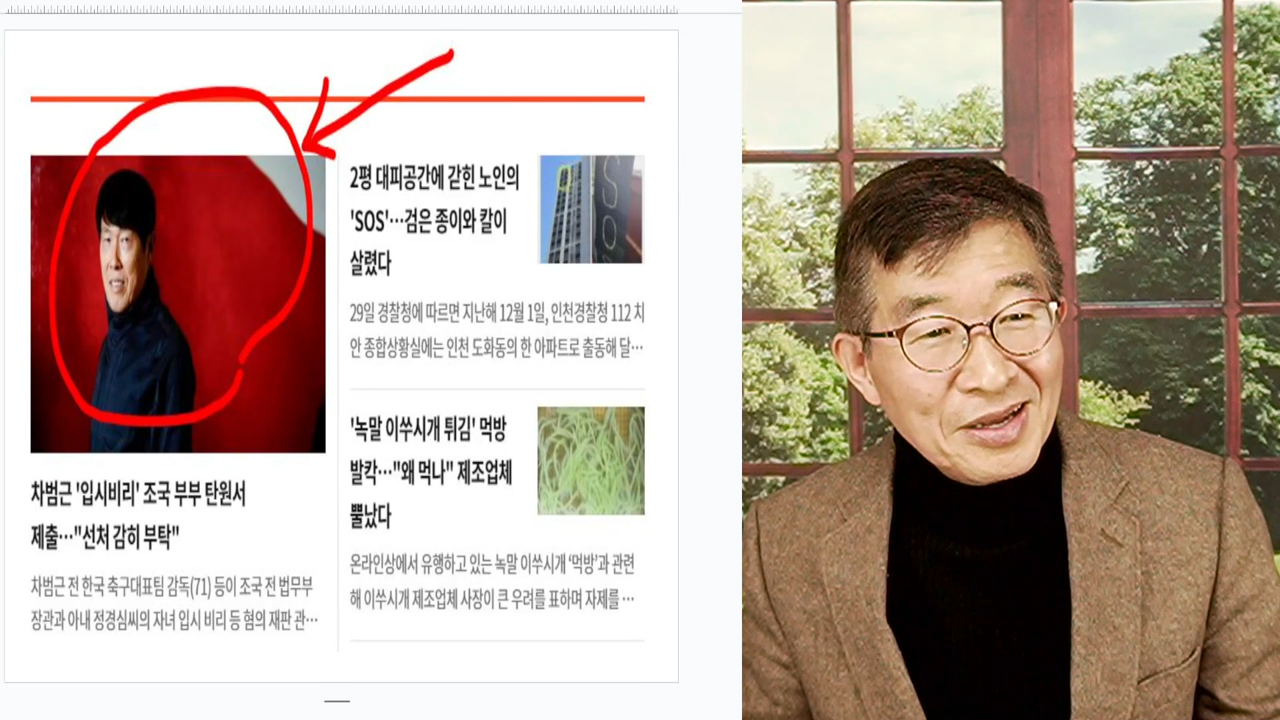 차범근 '입시비리' 조국 부부 탄원서
제출…"선처 감히 부탁"
차범근 전 한국 축구대표팀 감독(71) 등이 조국 전 법무부
장관과 아내 정경심씨의 자녀 입시 비리 등 혐의 재판 관…
2평 대피공간에 갇힌 노인의
'SOS'…검은 종이와 칼이
살렸다
29일 경찰청에 따르면 지난해 12월 1일, 인천경찰청 112 치
안 종합상황실에는 인천 도화동의 한 아파트로 출동해 달…
SO
'녹말 이쑤시개 튀김' 먹방
발칵…"왜 먹나" 제조업체
뿔났다
온라인상에서 유행하고 있는 녹말 이쑤시개 ‘먹방’과 관련
해 이쑤시개 제조업체 사장이 큰 우려를 표하며 자제를 …